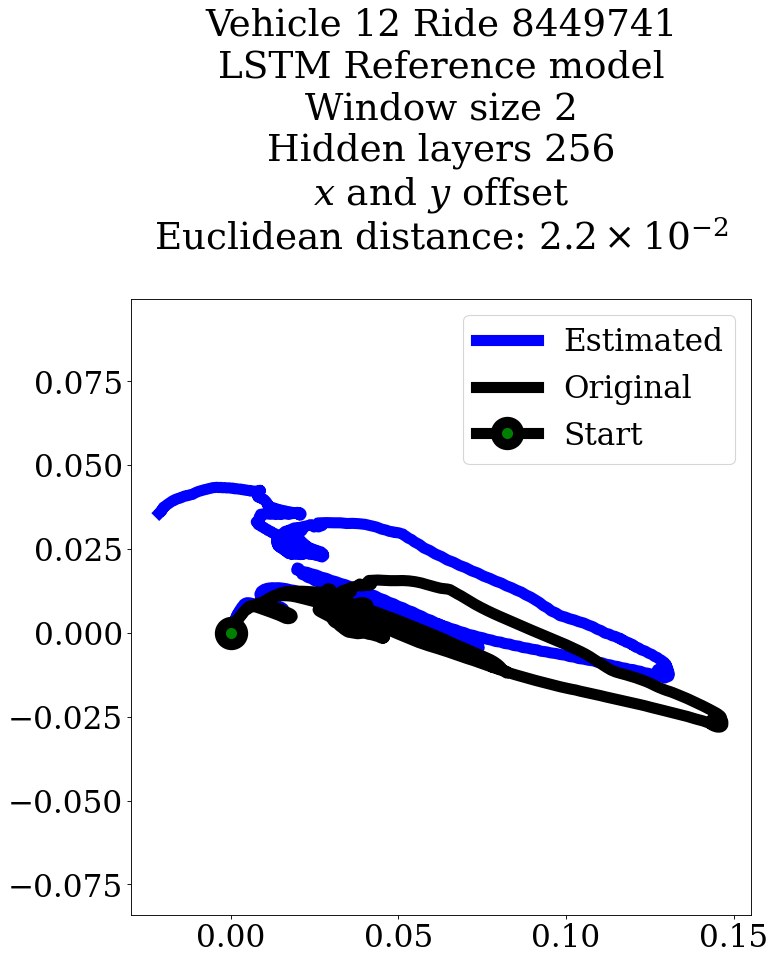 Vehicle 12 Ride 8449741
LSTM Reference model
Window size 2
Hidden layers 256
x and y offset
Euclidean distance: 2.2 × 10⁻²
Estimated
Original
Start
0.075
0.050
0.025
0.000
−0.025
−0.050
−0.075
0.00 0.05 0.10 0.15